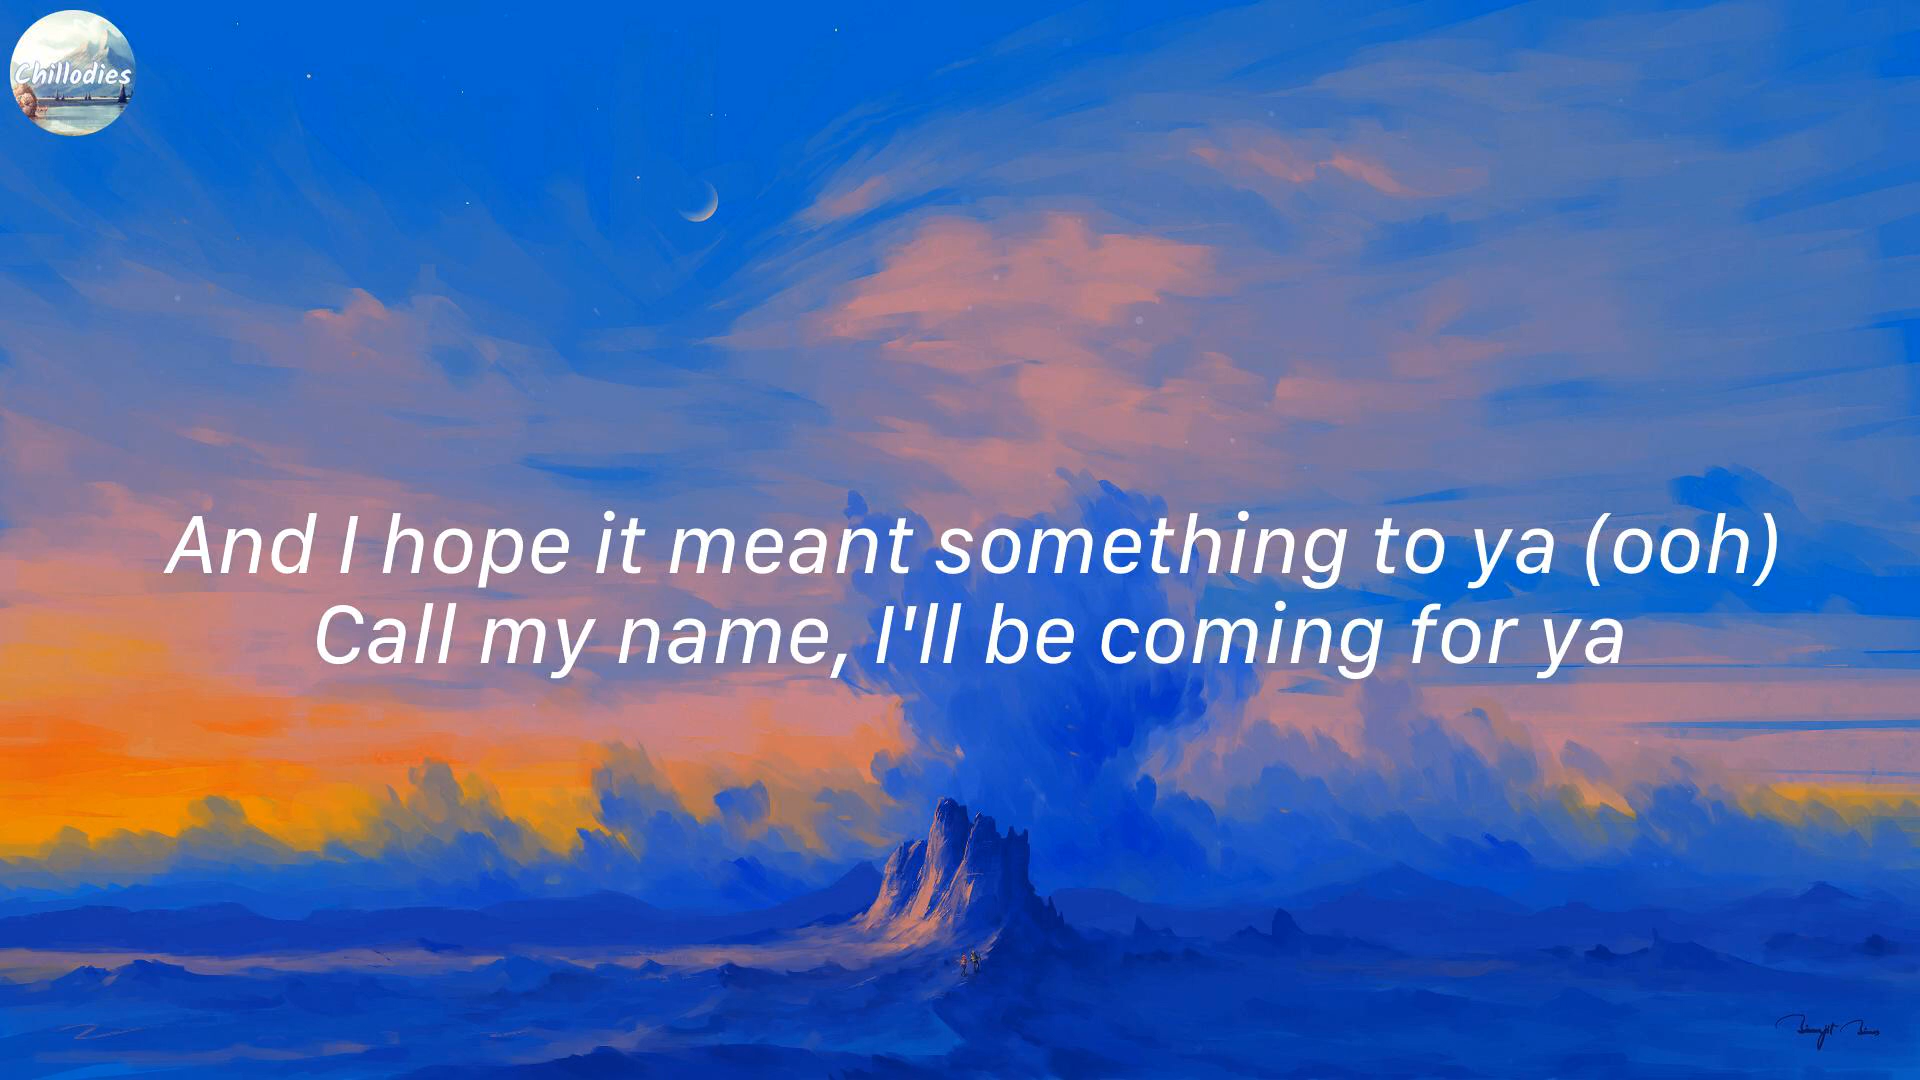 Chillodies
And I hope it meant something to ya (ooh)
Call my name, I'll be coming for ya